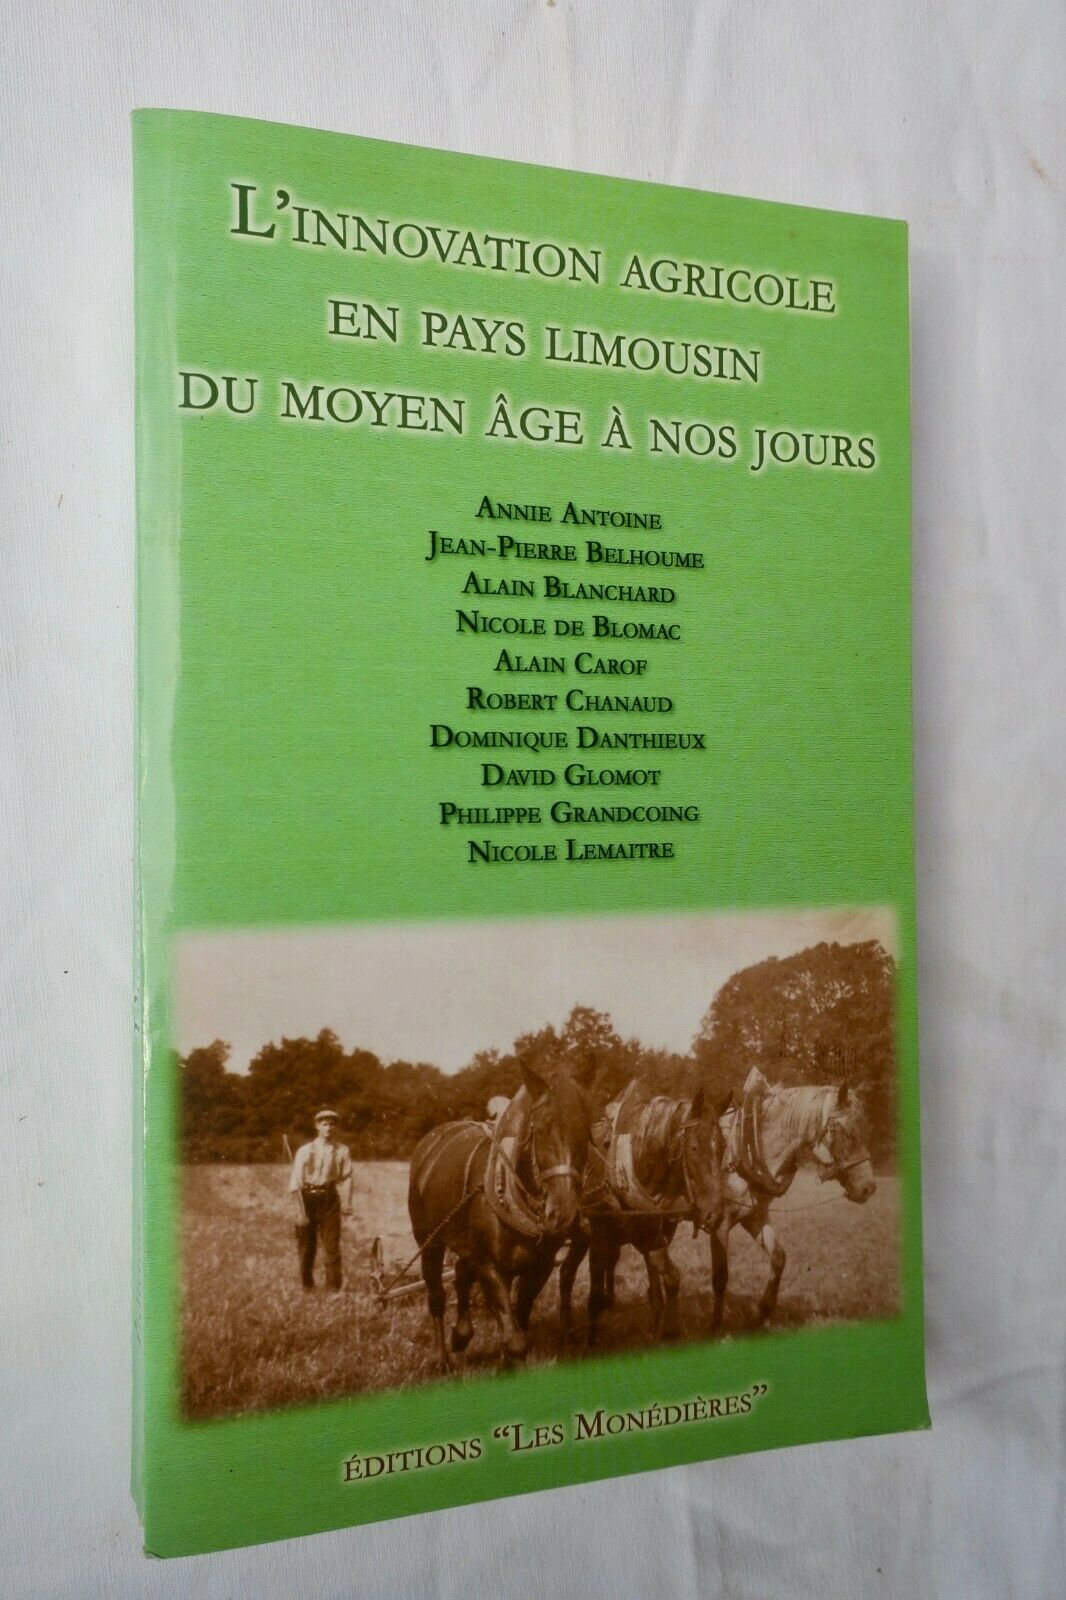 L'INNOVATION AGRICOLE
EN PAYS LIMOUSIN
DU MOYEN ÂGE À NOS JOURS
ANNIE ANTOINE
JEAN-PIERRE BELHOUME
ALAIN BLANCHARD
NICOLE DE BLOMAC
ALAIN CAROF
ROBERT CHANAUD
DOMINIQUE DANTHIEUX
DAVID GLOMOT
PHILIPPE GRANDCOING
NICOLE LEMAITRE
ÉDITIONS “LES MONÉDIÈRES”